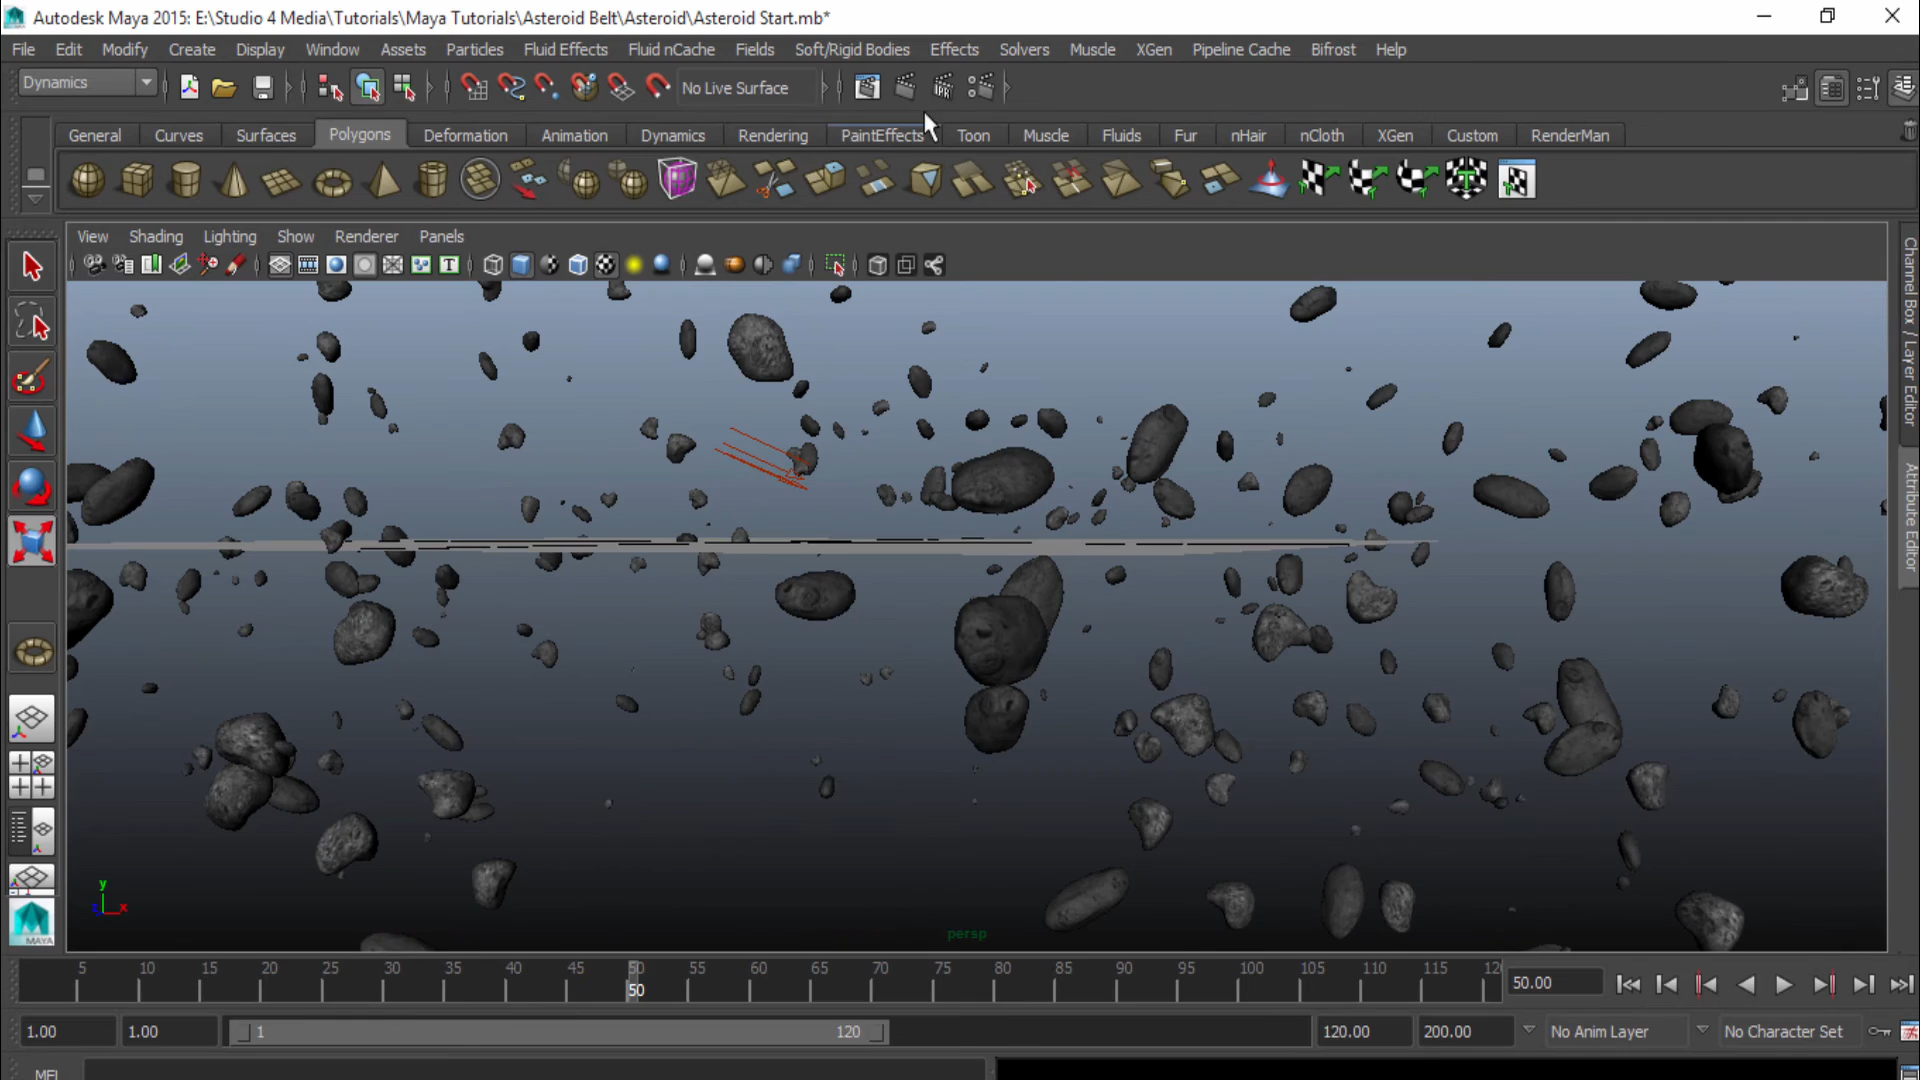 Autodesk Maya 2015: E:\Studio 4 Media\Tutorials\Maya Tutorials\Asteroid Belt\Asteroid\Asteroid Start.mb*
File Edit Modify Create Display Window Assets Particles Fluid Effects Fluid nCache Fields Soft/Rigid Bodies Effects Solvers Muscle XGen Pipeline Cache Bifrost Help
Dynamics No Live Surface IPR
General Curves Surfaces Polygons Deformation Animation Dynamics Rendering PaintEffects Toon Muscle Fluids Fur nHair nCloth XGen Custom RenderMan
View Shading Lighting Show Renderer Panels
Channel Box / Layer Editor
Attribute Editor
y
x
persp
MAYA
5 10 15 20 25 30 35 40 45 50 55 60 65 70 75 80 85 90 95 100 105 110 115 120
50
50.00
1.00 1.00 1 120 120.00 200.00 No Anim Layer No Character Set
MEL